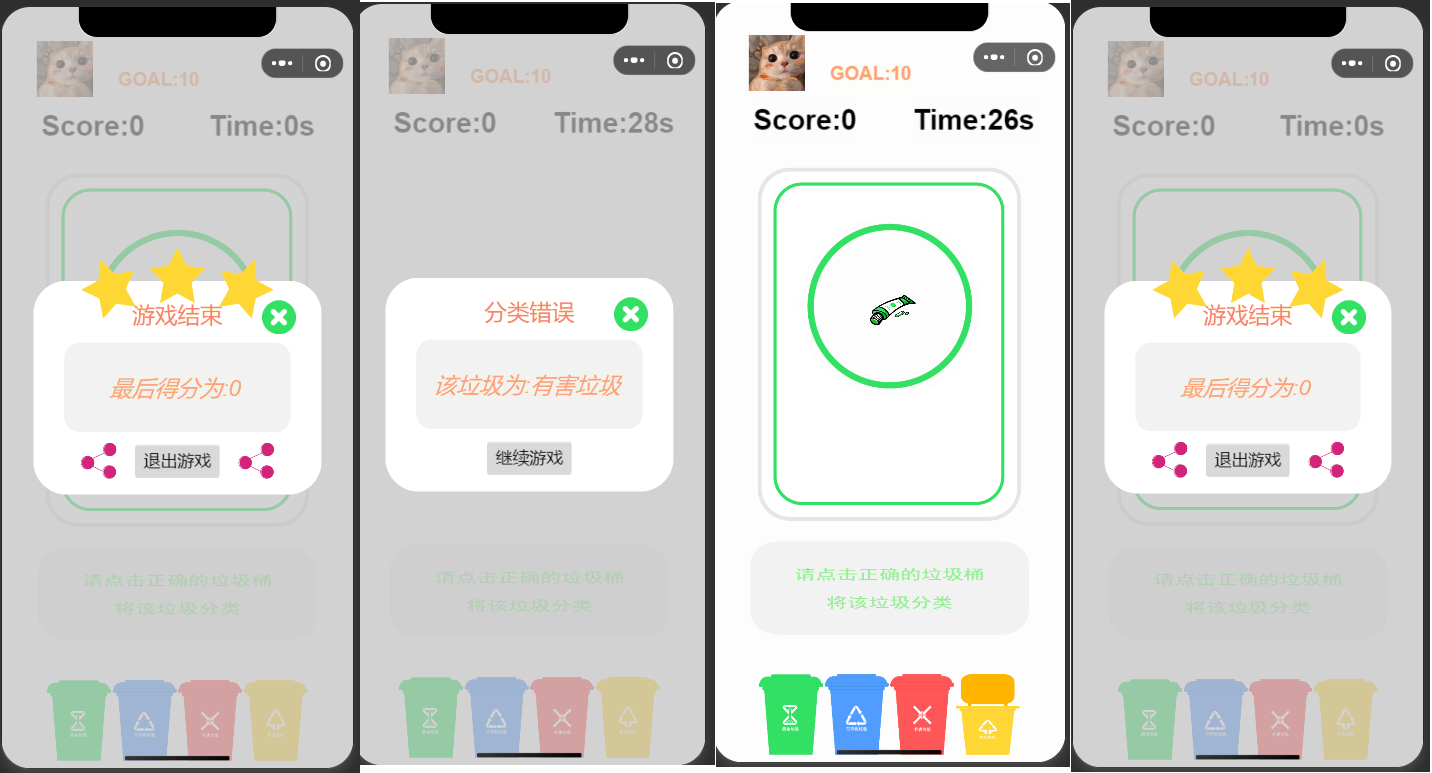 GOAL:10
Score:0
Time:0s
游戏结束
最后得分为:0
退出游戏
请点击正确的垃圾桶
将该垃圾分类
GOAL:10
Score:0
Time:28s
分类错误
该垃圾为:有害垃圾
继续游戏
请点击正确的垃圾桶
将该垃圾分类
GOAL:10
Score:0
Time:26s
请点击正确的垃圾桶
将该垃圾分类
GOAL:10
Score:0
Time:0s
游戏结束
最后得分为:0
退出游戏
请点击正确的垃圾桶
将该垃圾分类